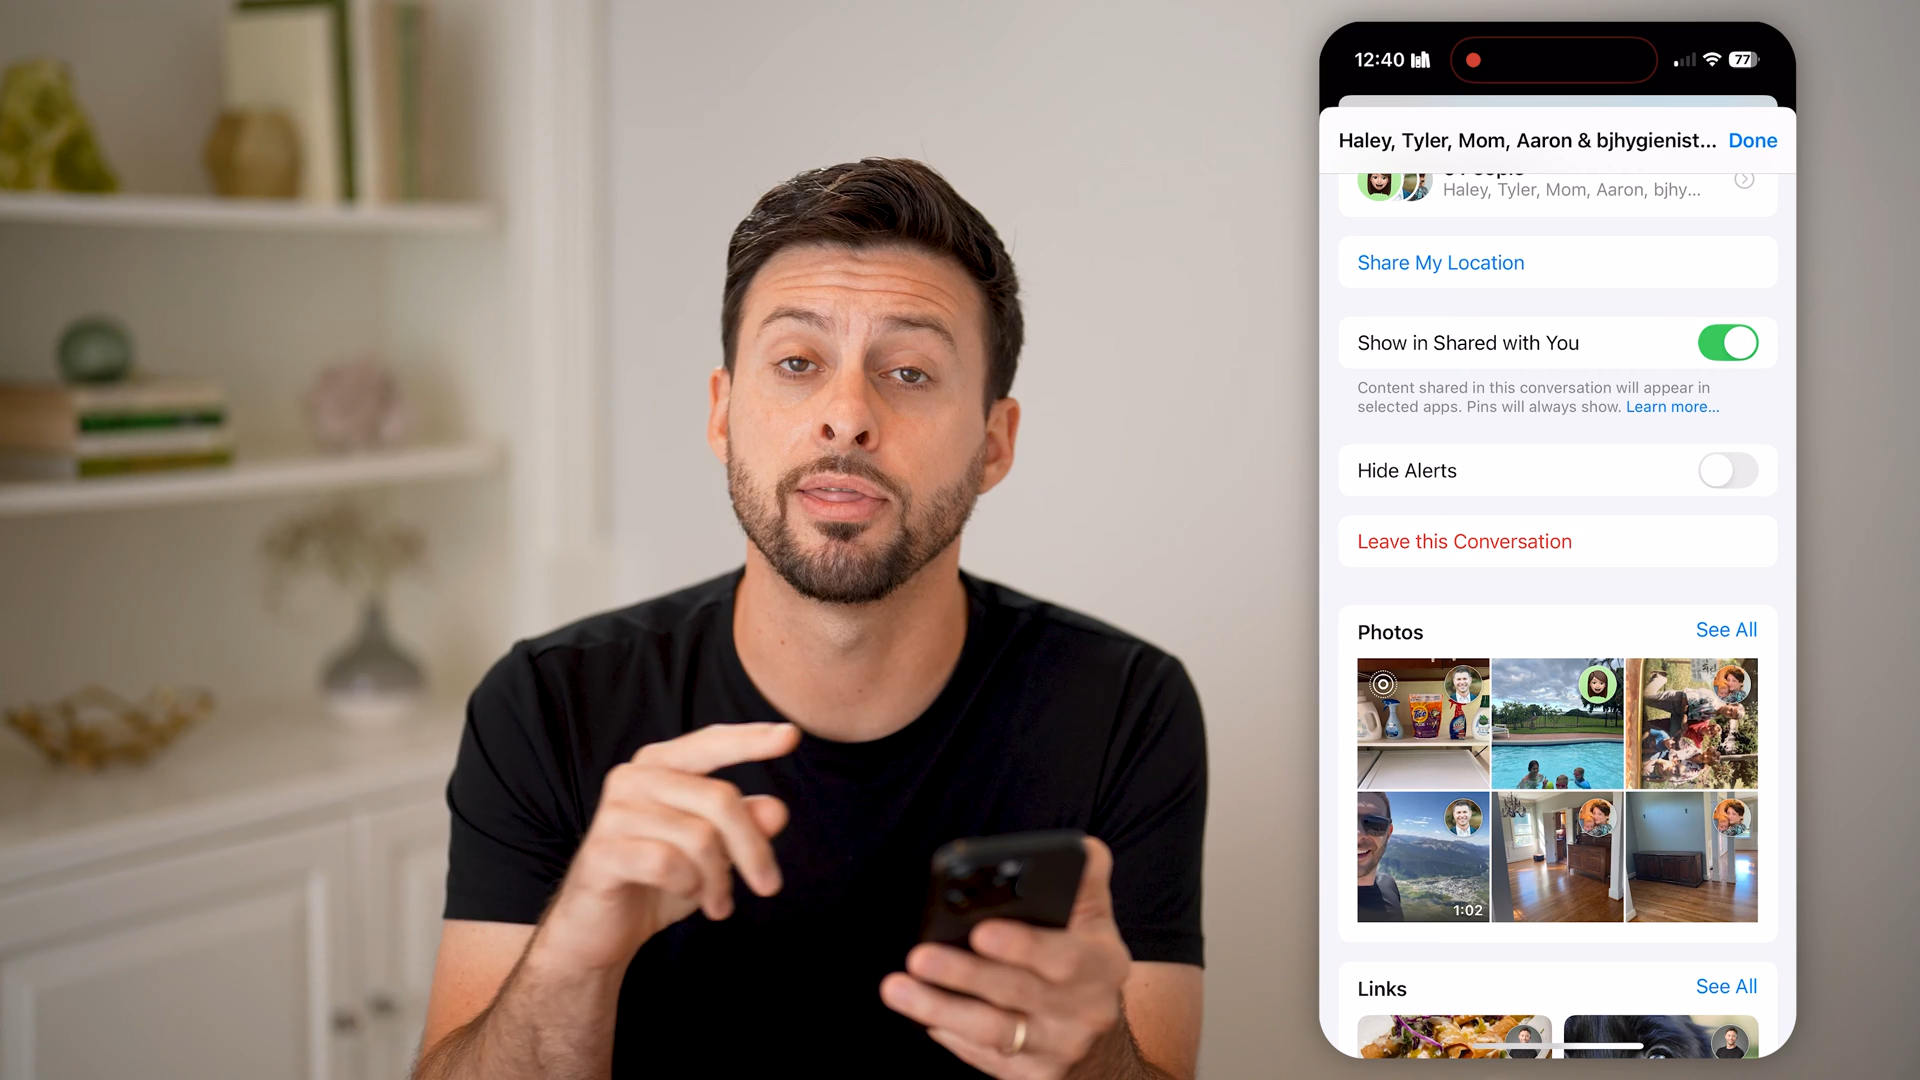 12:40
77
Haley, Tyler, Mom, Aaron & bjhygienist... Done
Haley, Tyler, Mom, Aaron, bjhy...
Share My Location
Show in Shared with You
Content shared in this conversation will appear in
selected apps. Pins will always show. Learn more...
Hide Alerts
Leave this Conversation
Photos See All
Tide
1:02
Links See All